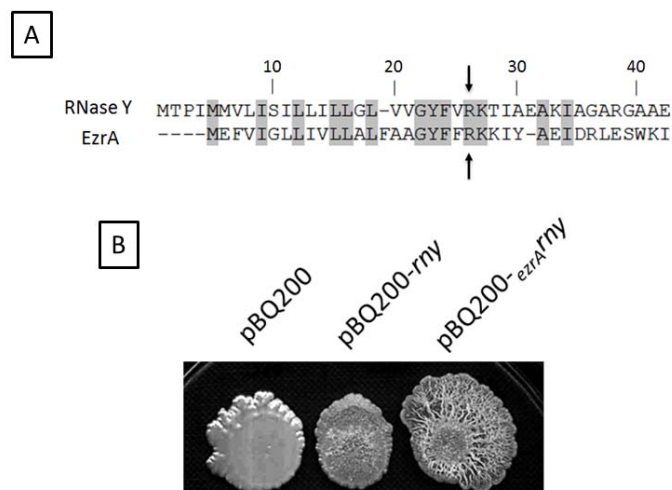 A
10 20 30 40
RNase Y MTPIMMVLISILLILLGL-VVGYFVRKTIAEAKIAGARGAAE
EzrA ----MEFVIGLLIVLLALFAAGYFFRKKIY-AEIDRLESWKI
B
pBQ200 pBQ200-rny pBQ200-ezrArny